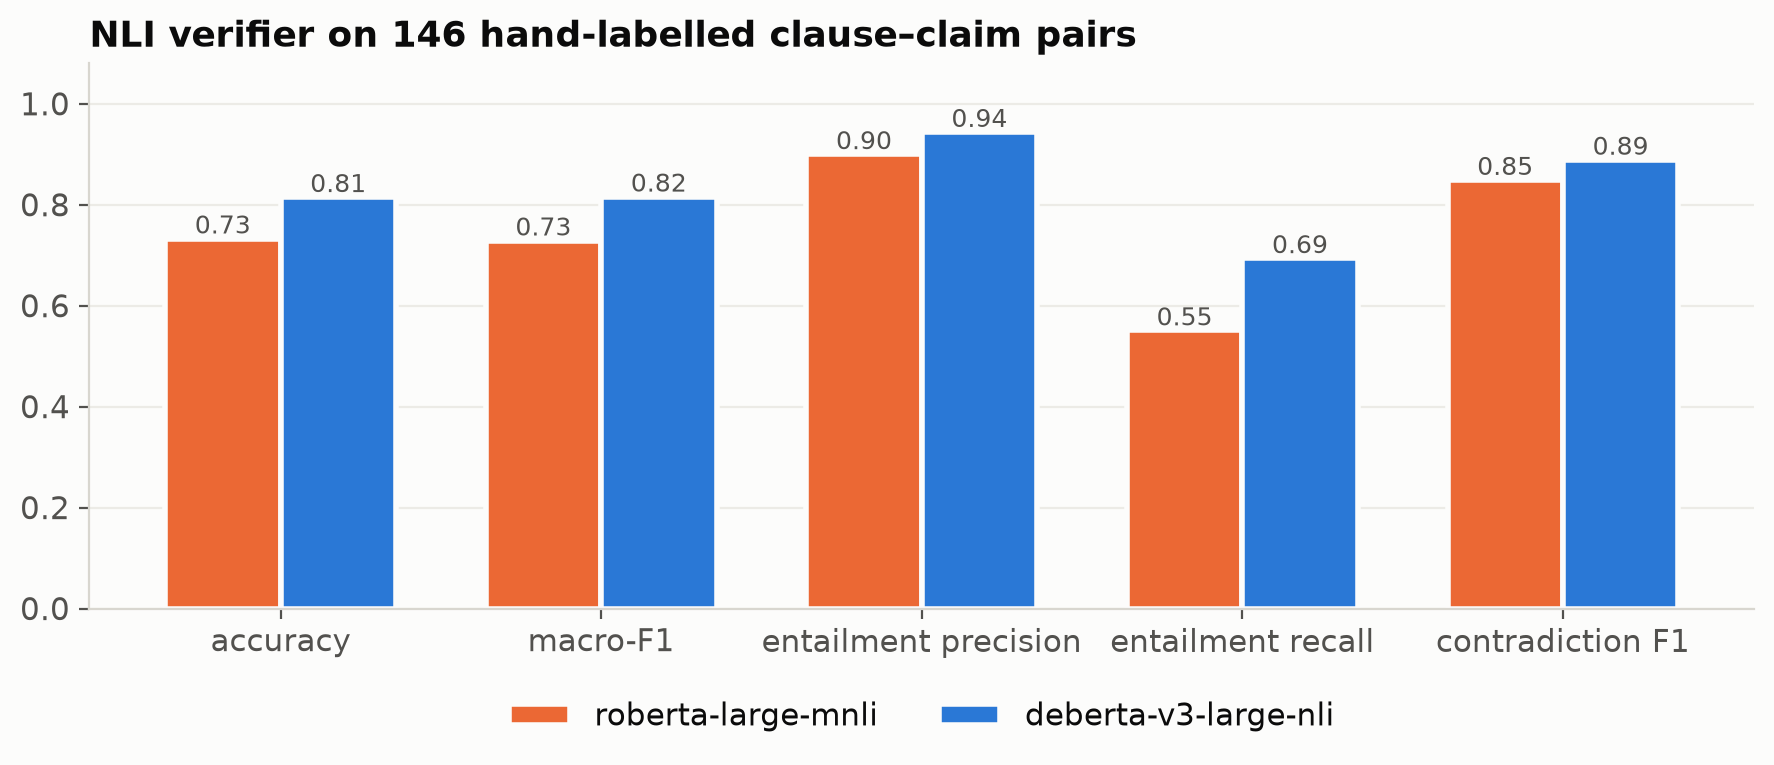 NLI verifier on 146 hand-labelled clause–claim pairs
1.0
0.8
0.6
0.4
0.2
0.0
0.73
0.81
0.73
0.82
0.90
0.94
0.55
0.69
0.85
0.89
accuracy
macro-F1
entailment precision
entailment recall
contradiction F1
roberta-large-mnli
deberta-v3-large-nli